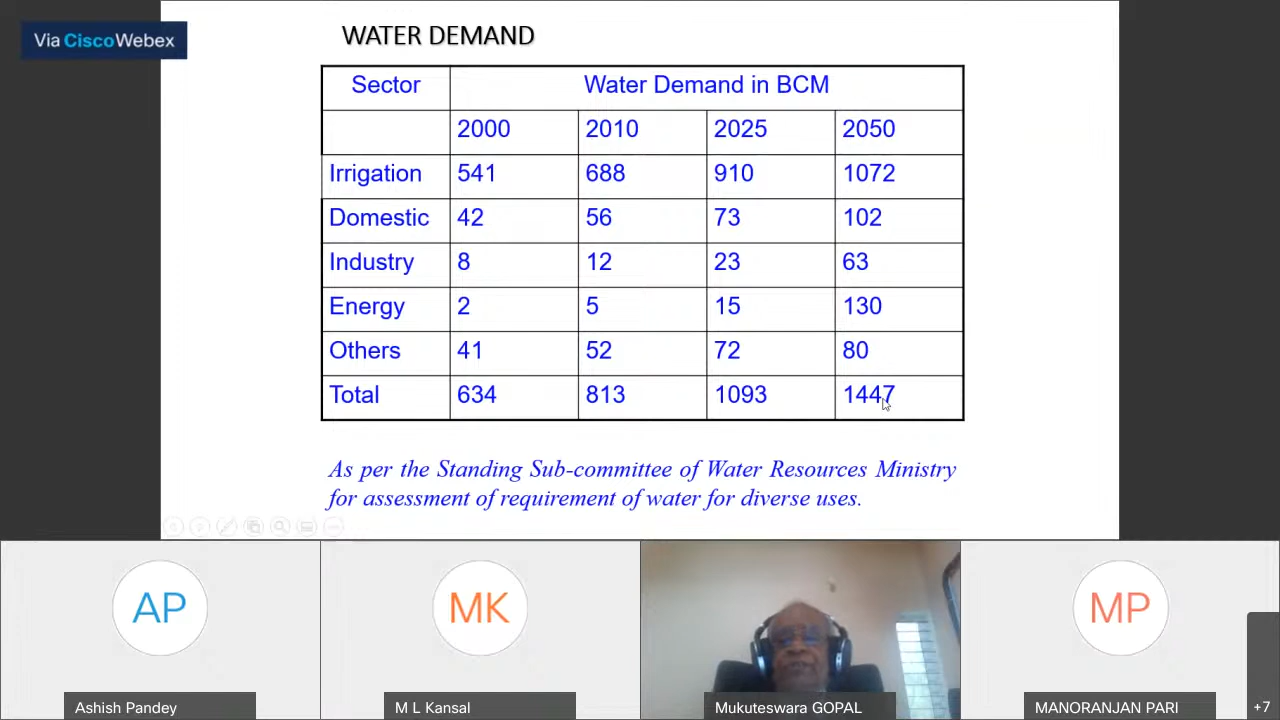 Via Cisco Webex
WATER DEMAND
Sector Water Demand in BCM
2000 2010 2025 2050
Irrigation 541 688 910 1072
Domestic 42 56 73 102
Industry 8 12 23 63
Energy 2 5 15 130
Others 41 52 72 80
Total 634 813 1093 1447
As per the Standing Sub-committee of Water Resources Ministry
for assessment of requirement of water for diverse uses.
AP MK MP
Ashish Pandey M L Kansal Mukuteswara GOPAL MANORANJAN PARI +7